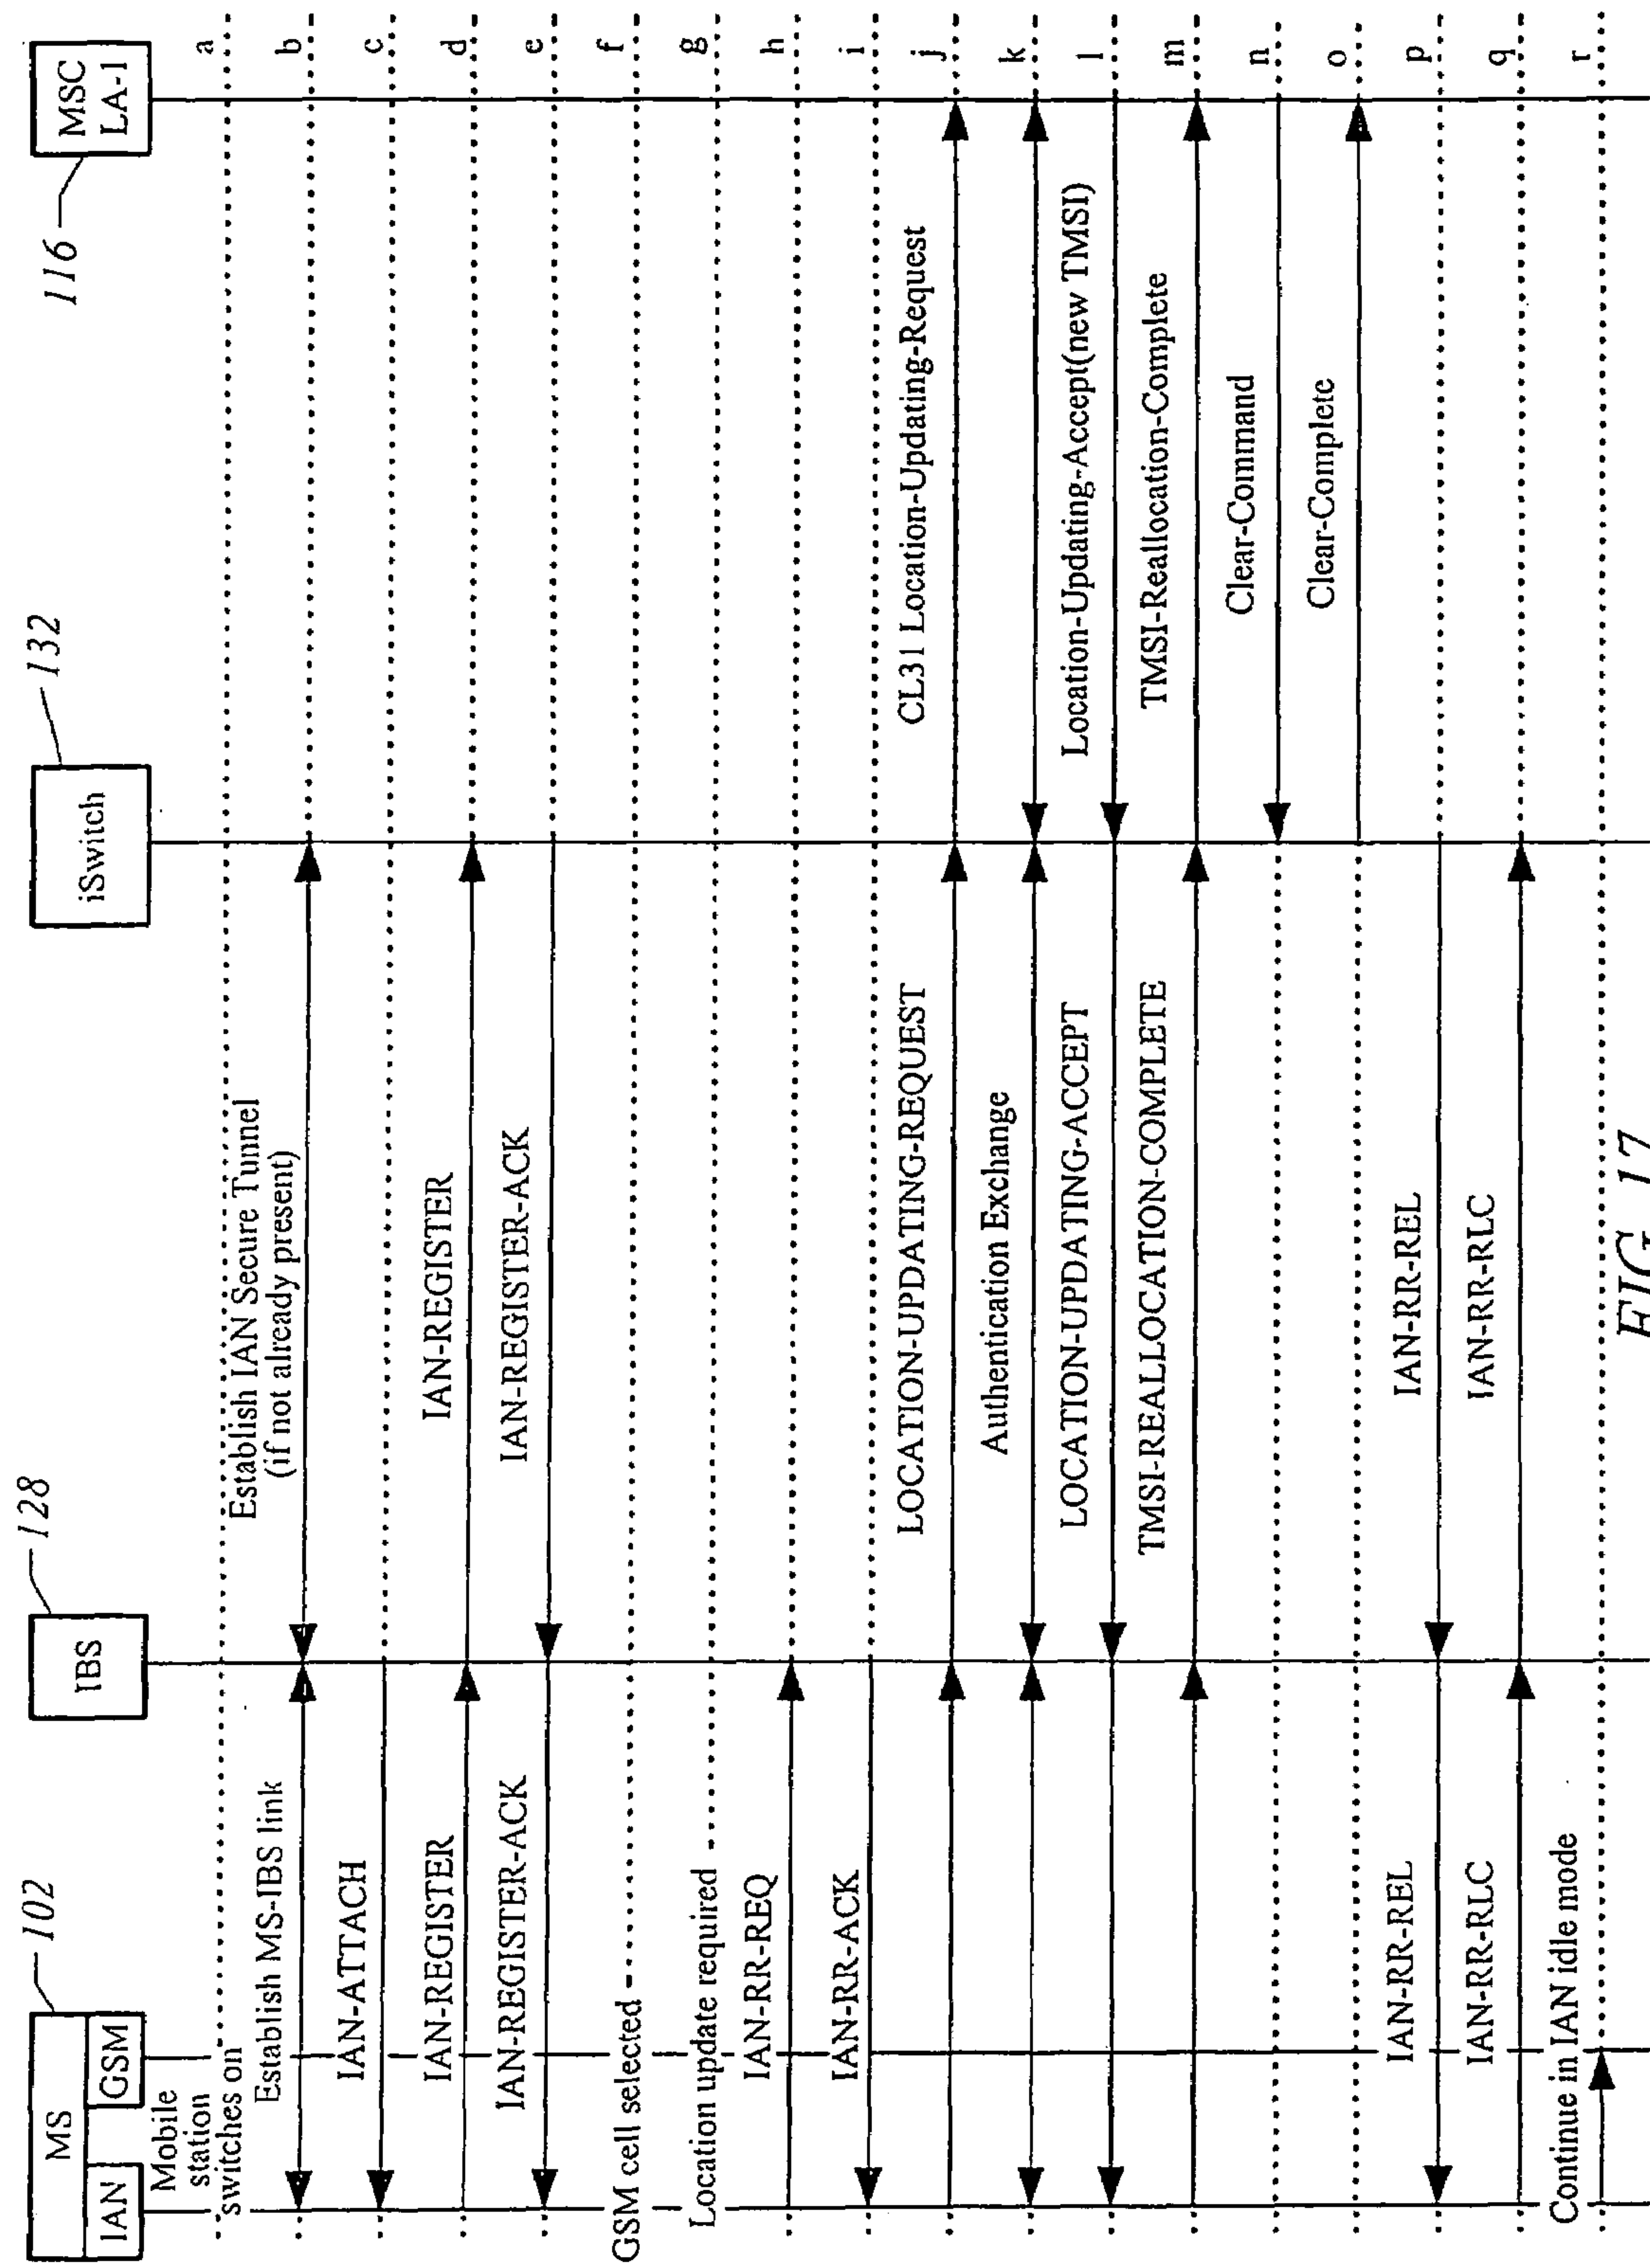 MS
102
IAN
GSM
IBS
128
iSwitch
132
MSC
LA-1
116
a
Mobile
station
switches on
b
Establish MS-IBS link
Establish IAN Secure Tunnel
(if not already present)
c
IAN-ATTACH
d
IAN-REGISTER
IAN-REGISTER
e
IAN-REGISTER-ACK
IAN-REGISTER-ACK
f
GSM cell selected
g
Location update required
h
IAN-RR-REQ
i
IAN-RR-ACK
j
LOCATION-UPDATING-REQUEST
CL31 Location-Updating-Request
k
Authentication Exchange
l
LOCATION-UPDATING-ACCEPT
Location-Updating-Accept(new TMSI)
m
TMSI-REALLOCATION-COMPLETE
TMSI-Reallocation-Complete
n
Clear-Command
o
Clear-Complete
p
IAN-RR-REL
IAN-RR-REL
q
IAN-RR-RLC
IAN-RR-RLC
r
Continue in IAN idle mode
FIG. 17